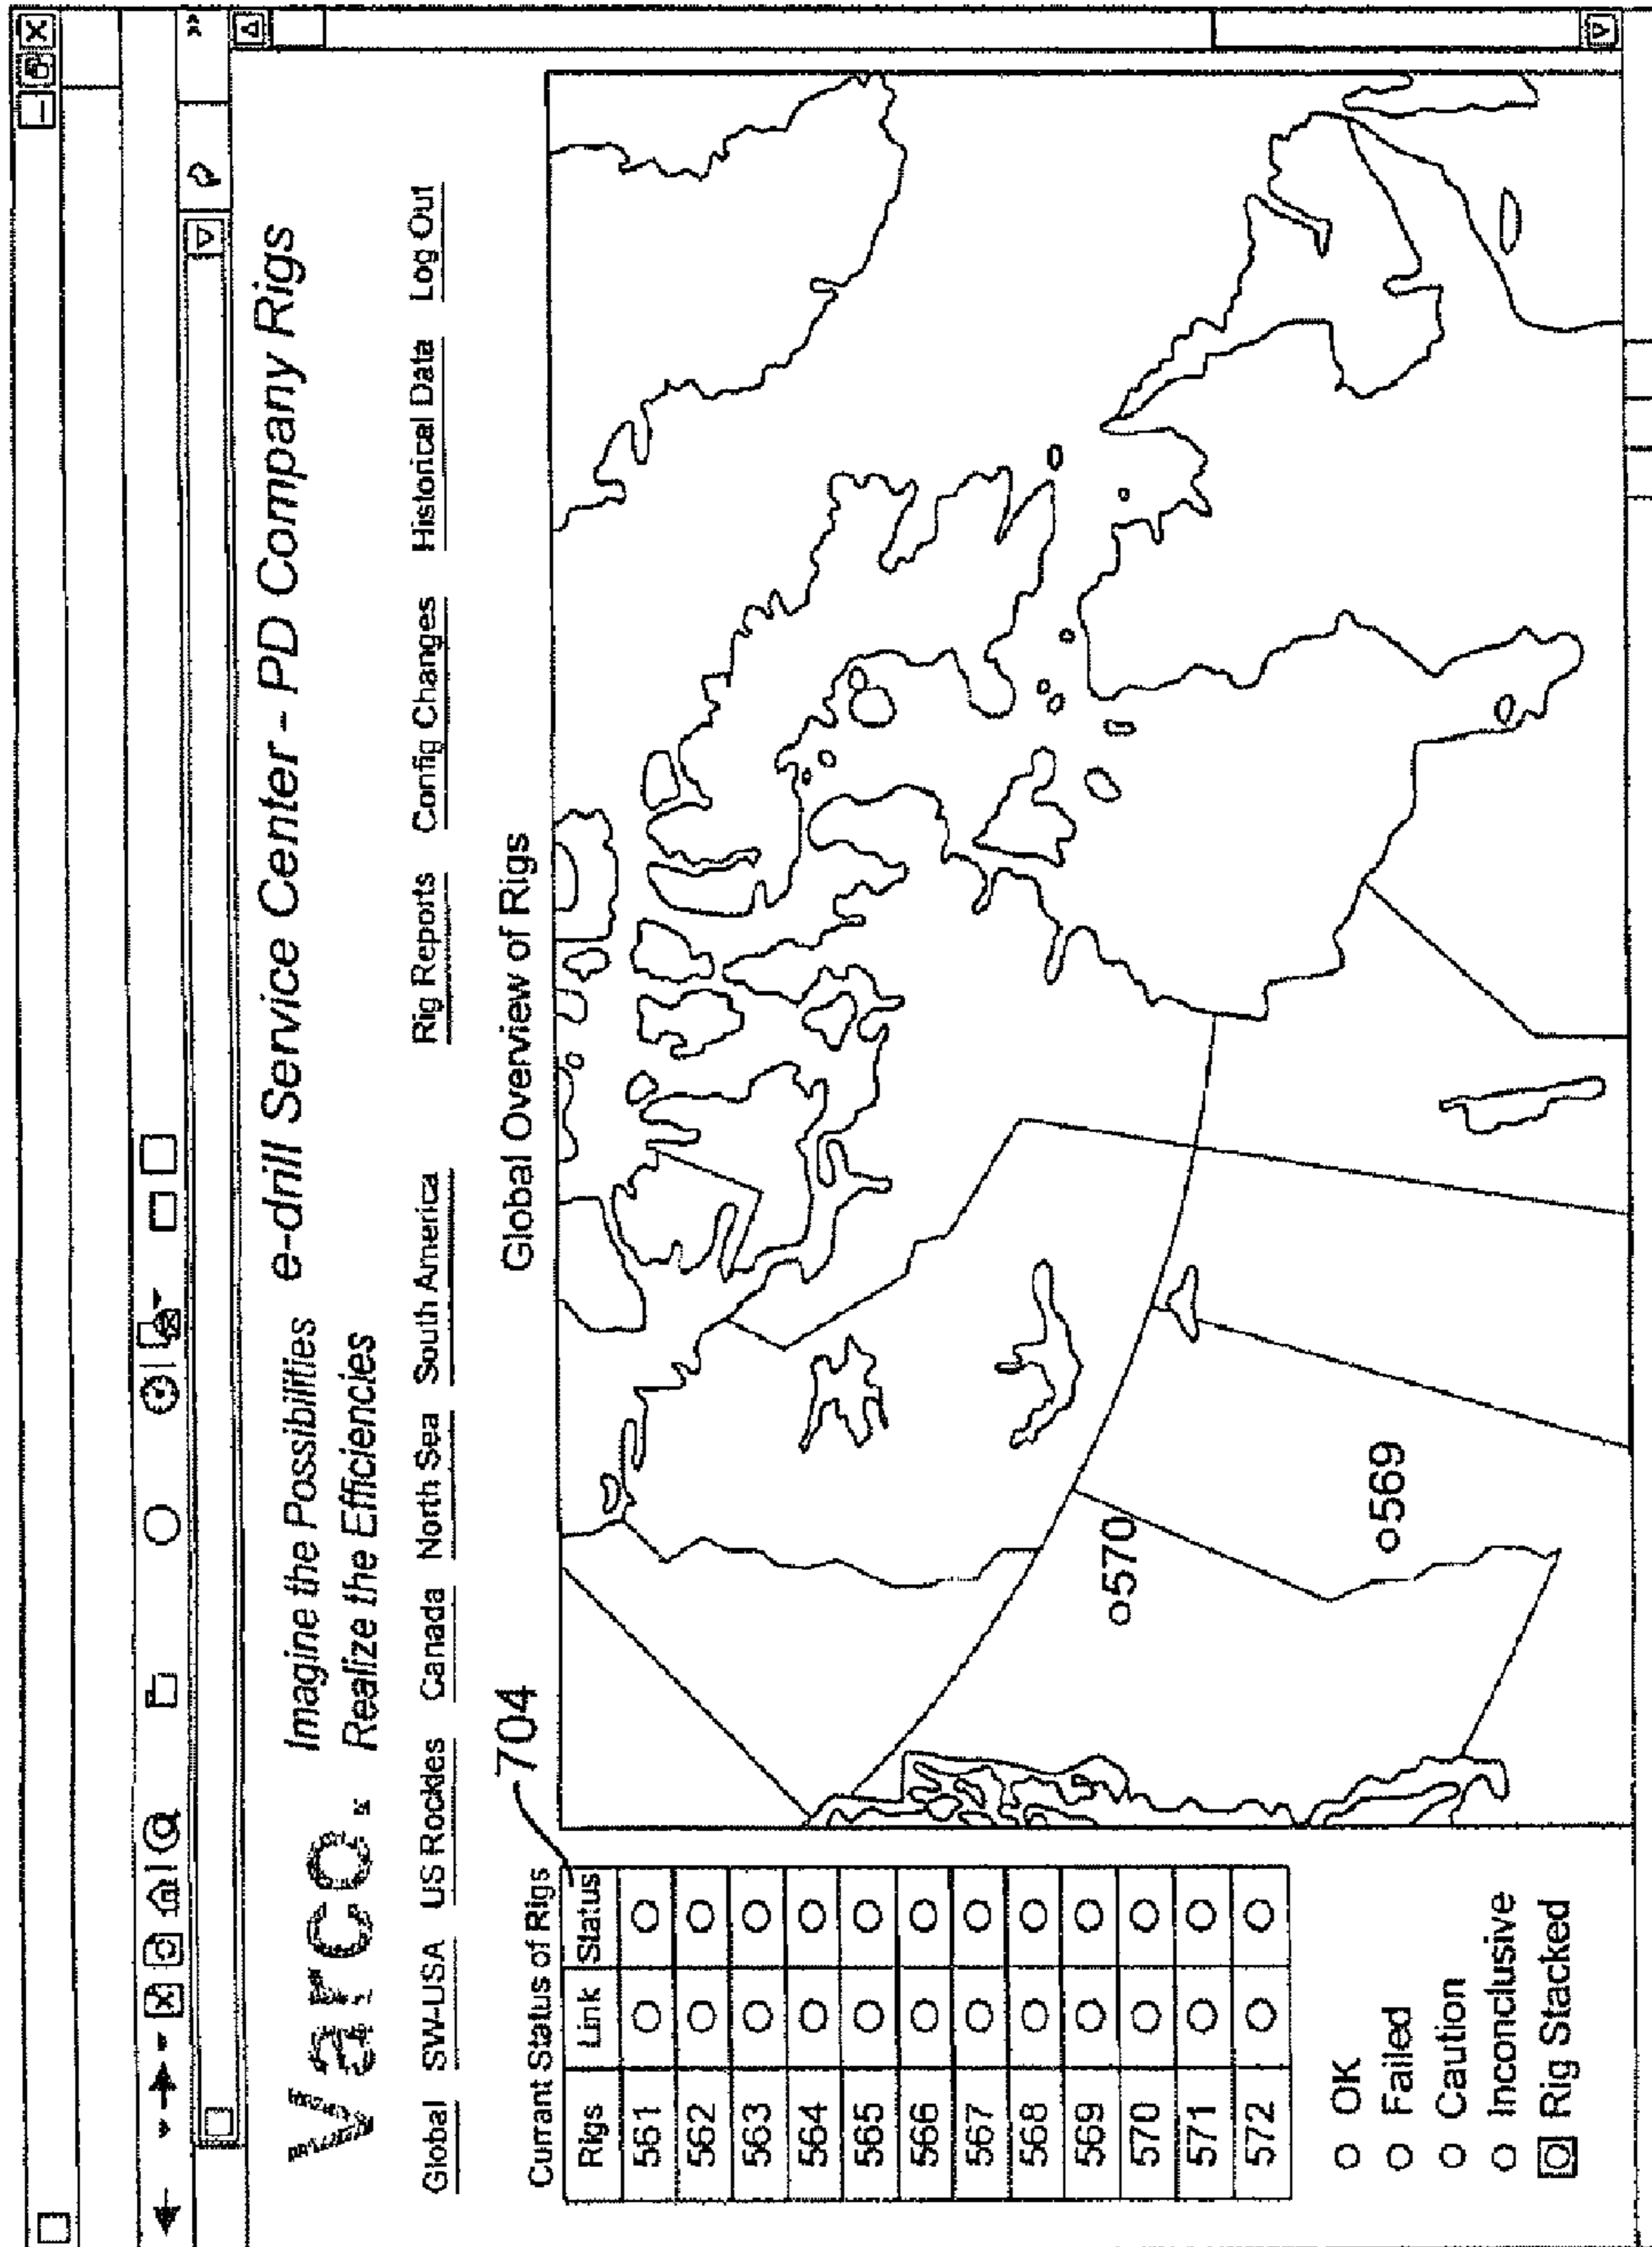 Varco.
Imagine the Possibilities
Realize the Efficiencies
e-drill Service Center - PD Company Rigs
Global SW-USA US Rockies Canada North Sea South America Rig Reports Config Changes Historical Data Log Out
Global Overview of Rigs
704
Currant Status of Rigs
Rigs Link Status
561
562
563
564
565
566
567
568
569
570
571
572
OK
Failed
Caution
Inconclusive
Rig Stacked
570
569